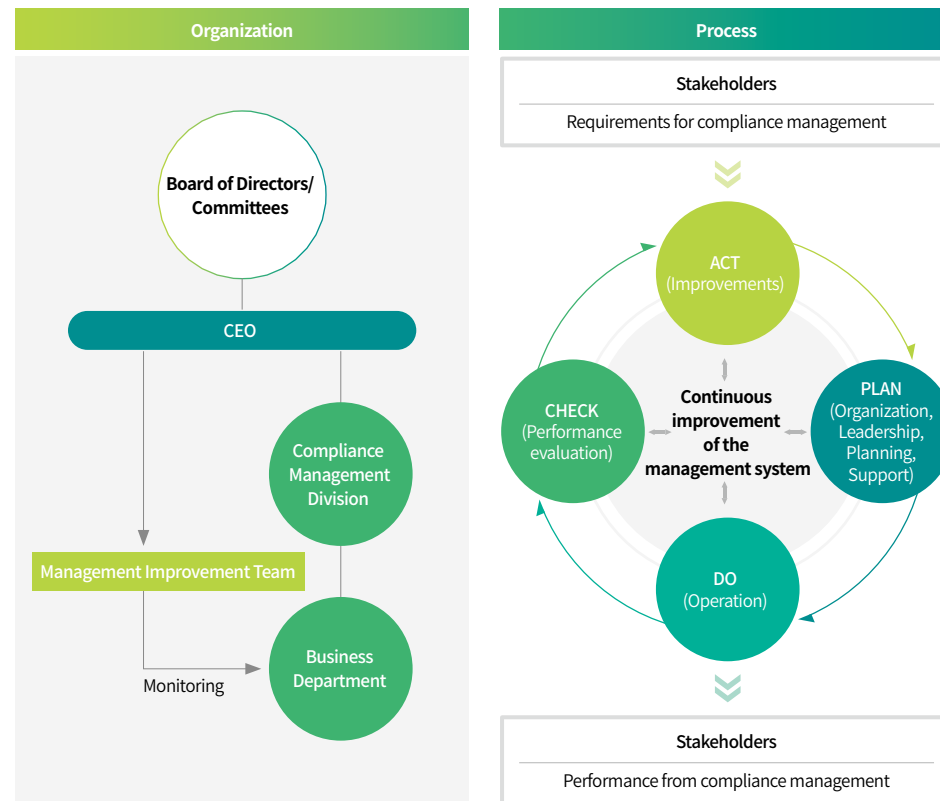 Organization
Board of Directors/
Committees
CEO
Compliance
Management
Division
Management Improvement Team
Business
Department
Monitoring
Process
Stakeholders
Requirements for compliance management
ACT
(Improvements)
PLAN
(Organization,
Leadership,
Planning,
Support)
CHECK
(Performance
evaluation)
Continuous
improvement
of the
management system
DO
(Operation)
Stakeholders
Performance from compliance management